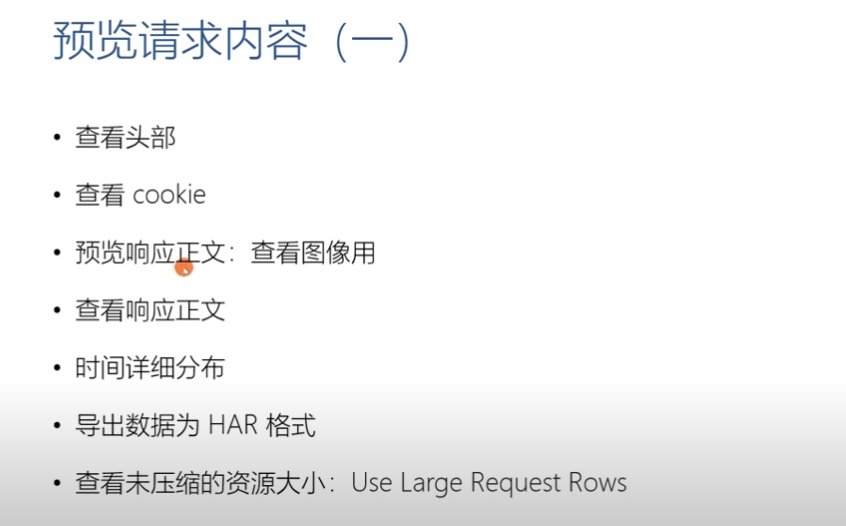 预览请求内容（一）
• 查看头部
• 查看 cookie
• 预览响应正文：查看图像用
• 查看响应正文
• 时间详细分布
• 导出数据为 HAR 格式
• 查看未压缩的资源大小：Use Large Request Rows